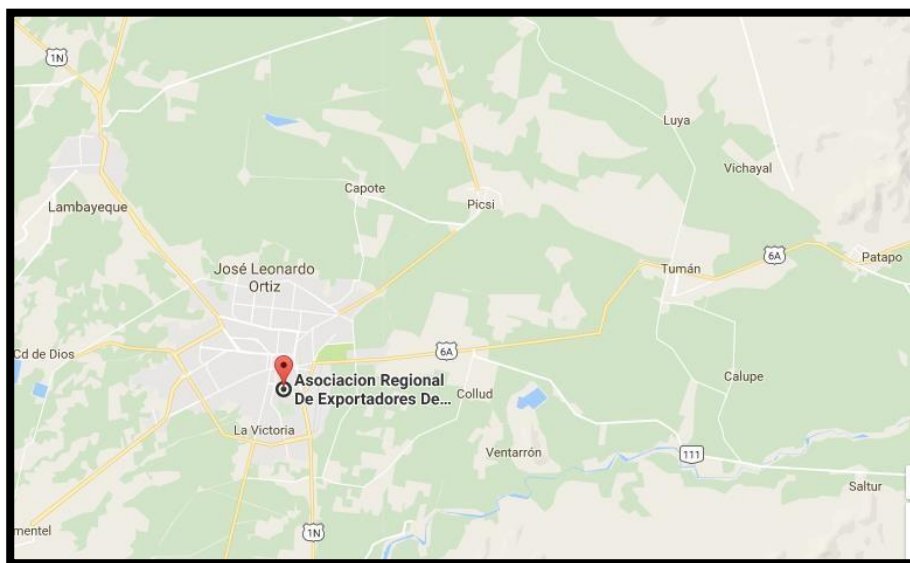 1N
Luya
Vichayal
Lambayeque
Capote
Picsi
José Leonardo
Ortiz
Tumán
6A
Patapo
Cd de Dios
6A
Asociacion Regional
De Exportadores De...
Collud
Calupe
La Victoria
Ventarrón
111
Saltur
mentel
1N